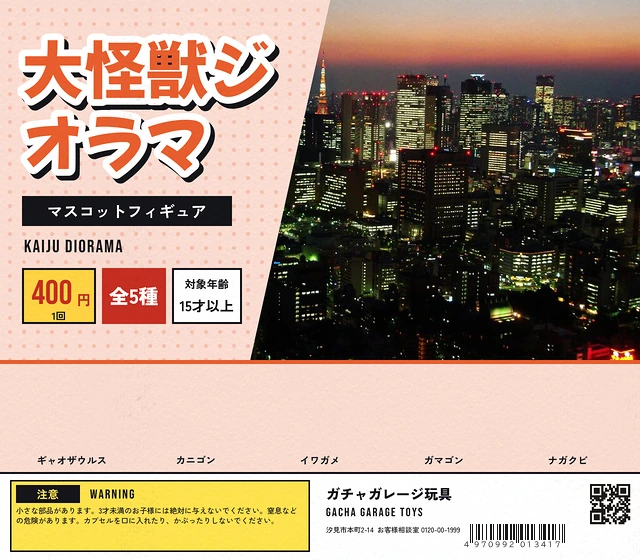 大怪獣ジ
オラマ
マスコットフィギュア
KAIJU DIORAMA
400円
1回
全5種
対象年齢
15才以上
ギャオザウルス
カニゴン
イワガメ
ガマゴン
ナガクビ
注意 WARNING
小さな部品があります。3才未満のお子様には絶対に与えないでください。窒息など
の危険があります。カプセルを口に入れたり、かぶったりしないでください。
ガチャガレージ玩具
GACHA GARAGE TOYS
汐見市本町2-14 お客様相談室 0120-00-1999
4 970992 013417